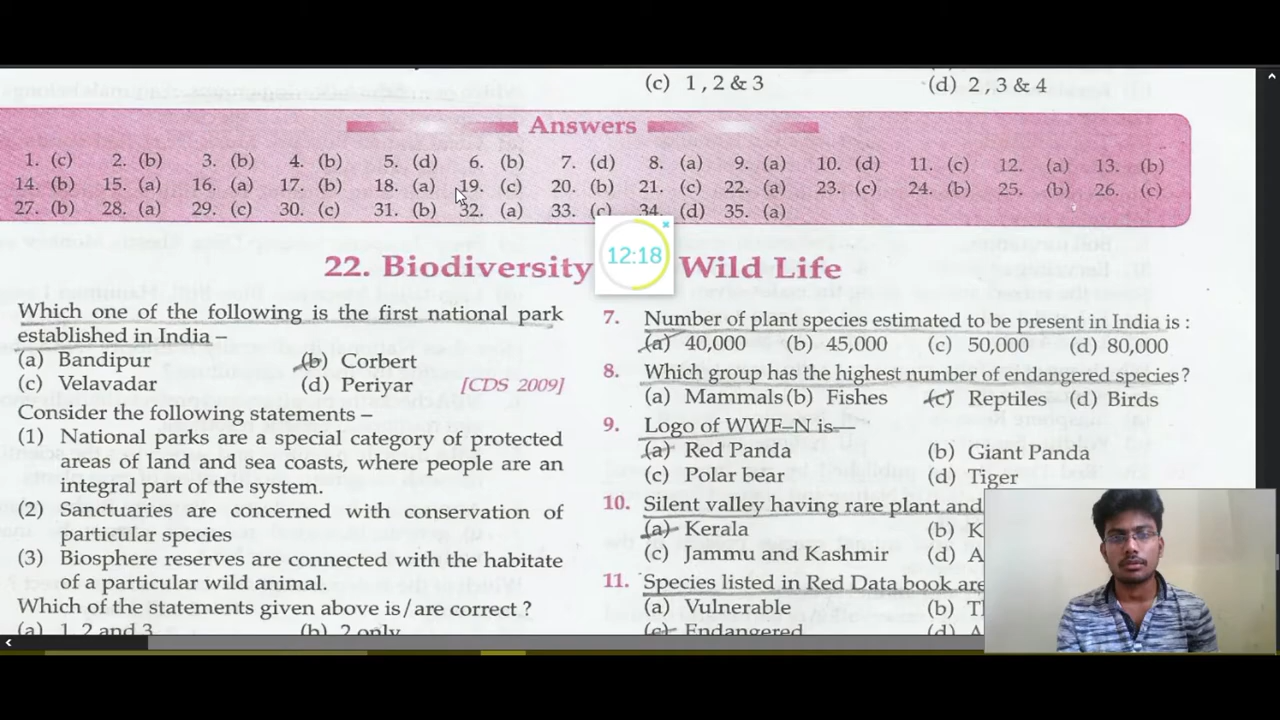 (c) 1 , 2 & 3 (d) 2 , 3 & 4
Answers
1. (c) 2. (b) 3. (b) 4. (b) 5. (d) 6. (b) 7. (d) 8. (a) 9. (a) 10. (d) 11. (c) 12. (a) 13. (b)
14. (b) 15. (a) 16. (a) 17. (b) 18. (a) 19. (c) 20. (b) 21. (c) 22. (a) 23. (c) 24. (b) 25. (b) 26. (c)
27. (b) 28. (a) 29. (c) 30. (c) 31. (b) 32. (a) 33. (c) 34. (d) 35. (a)
12:18
22. Biodiversity Wild Life
Which one of the following is the first national park
established in India –
(a) Bandipur (b) Corbert
(c) Velavadar (d) Periyar [CDS 2009]
Consider the following statements –
(1) National parks are a special category of protected
areas of land and sea coasts, where people are an
integral part of the system.
(2) Sanctuaries are concerned with conservation of
particular species
(3) Biosphere reserves are connected with the habitate
of a particular wild animal.
Which of the statements given above is/are correct ?
(a) 1, 2 and 3 (b) 2 only
7. Number of plant species estimated to be present in India is :
(a) 40,000 (b) 45,000 (c) 50,000 (d) 80,000
8. Which group has the highest number of endangered species?
(a) Mammals (b) Fishes (c) Reptiles (d) Birds
9. Logo of WWF–N is–
(a) Red Panda (b) Giant Panda
(c) Polar bear (d) Tiger
10. Silent valley having rare plant and
(a) Kerala (b) K
(c) Jammu and Kashmir (d) A
11. Species listed in Red Data book are
(a) Vulnerable (b) T
(c) Endangered (d) A